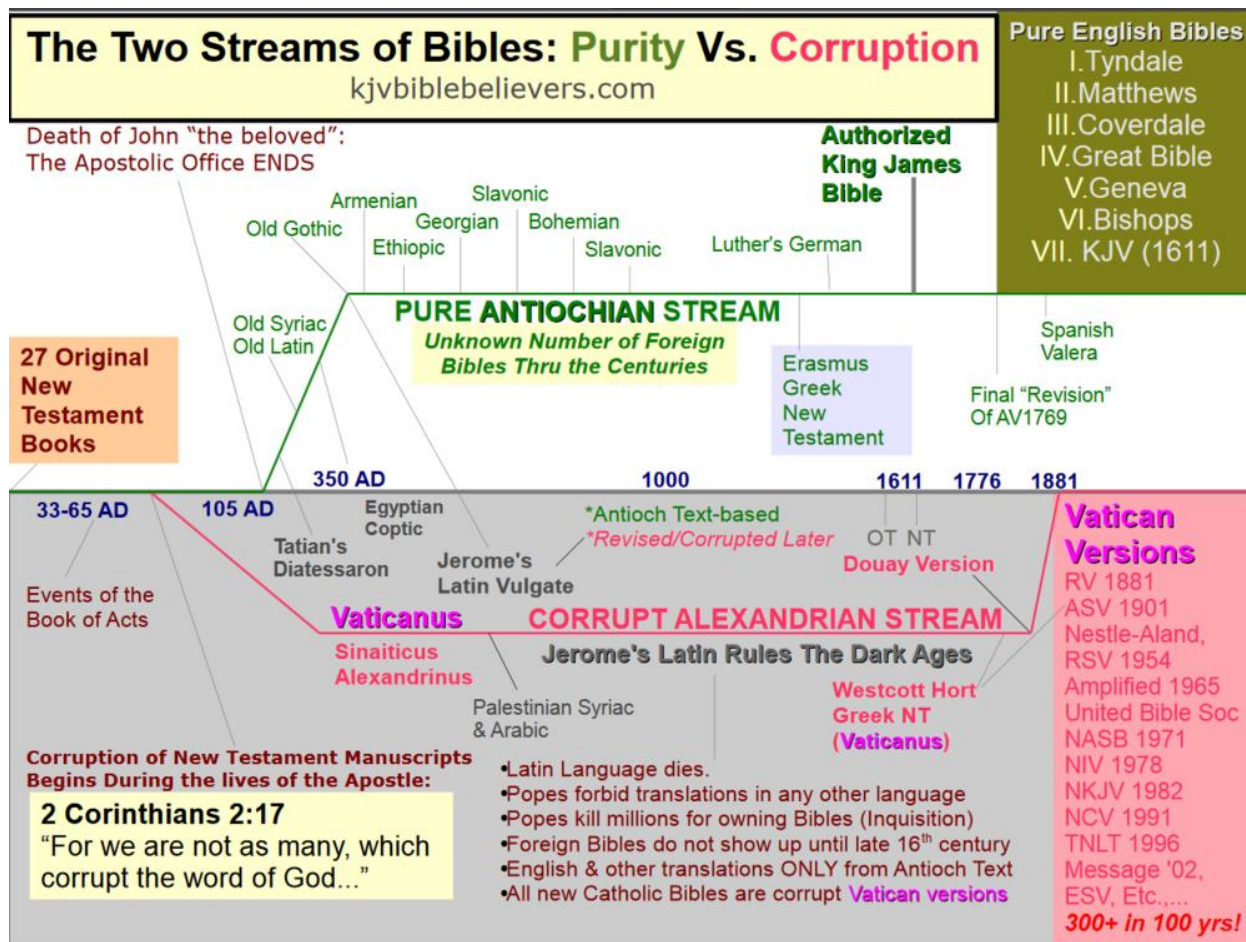 The Two Streams of Bibles: Purity Vs. Corruption
kjvbiblebelievers.com
Pure English Bibles
I.Tyndale
II.Matthews
III.Coverdale
IV.Great Bible
V.Geneva
VI.Bishops
VII. KJV (1611)
Death of John “the beloved”:
The Apostolic Office ENDS
Old Gothic
Armenian
Ethiopic
Georgian
Slavonic
Bohemian
Slavonic
Luther's German
Authorized
King James
Bible
Old Syriac
Old Latin
PURE ANTIOCHIAN STREAM
Unknown Number of Foreign
Bibles Thru the Centuries
Erasmus
Greek
New
Testament
Spanish
Valera
Final “Revision”
Of AV1769
27 Original
New
Testament
Books
33-65 AD
105 AD
350 AD
1000
1611
1776
1881
Events of the
Book of Acts
Tatian's
Diatessaron
Egyptian
Coptic
Jerome's
Latin Vulgate
*Antioch Text-based
*Revised/Corrupted Later
OT NT
Douay Version
Vaticanus
Sinaiticus
Alexandrinus
CORRUPT ALEXANDRIAN STREAM
Jerome's Latin Rules The Dark Ages
Palestinian Syriac
& Arabic
Westcott Hort
Greek NT
(Vaticanus)
Corruption of New Testament Manuscripts
Begins During the lives of the Apostle:
2 Corinthians 2:17
“For we are not as many, which
corrupt the word of God...”
•Latin Language dies.
•Popes forbid translations in any other language
•Popes kill millions for owning Bibles (Inquisition)
•Foreign Bibles do not show up until late 16th century
•English & other translations ONLY from Antioch Text
•All new Catholic Bibles are corrupt Vatican versions
Vatican
Versions
RV 1881
ASV 1901
Nestle-Aland,
RSV 1954
Amplified 1965
United Bible Soc
NASB 1971
NIV 1978
NKJV 1982
NCV 1991
TNLT 1996
Message '02,
ESV, Etc.,...
300+ in 100 yrs!